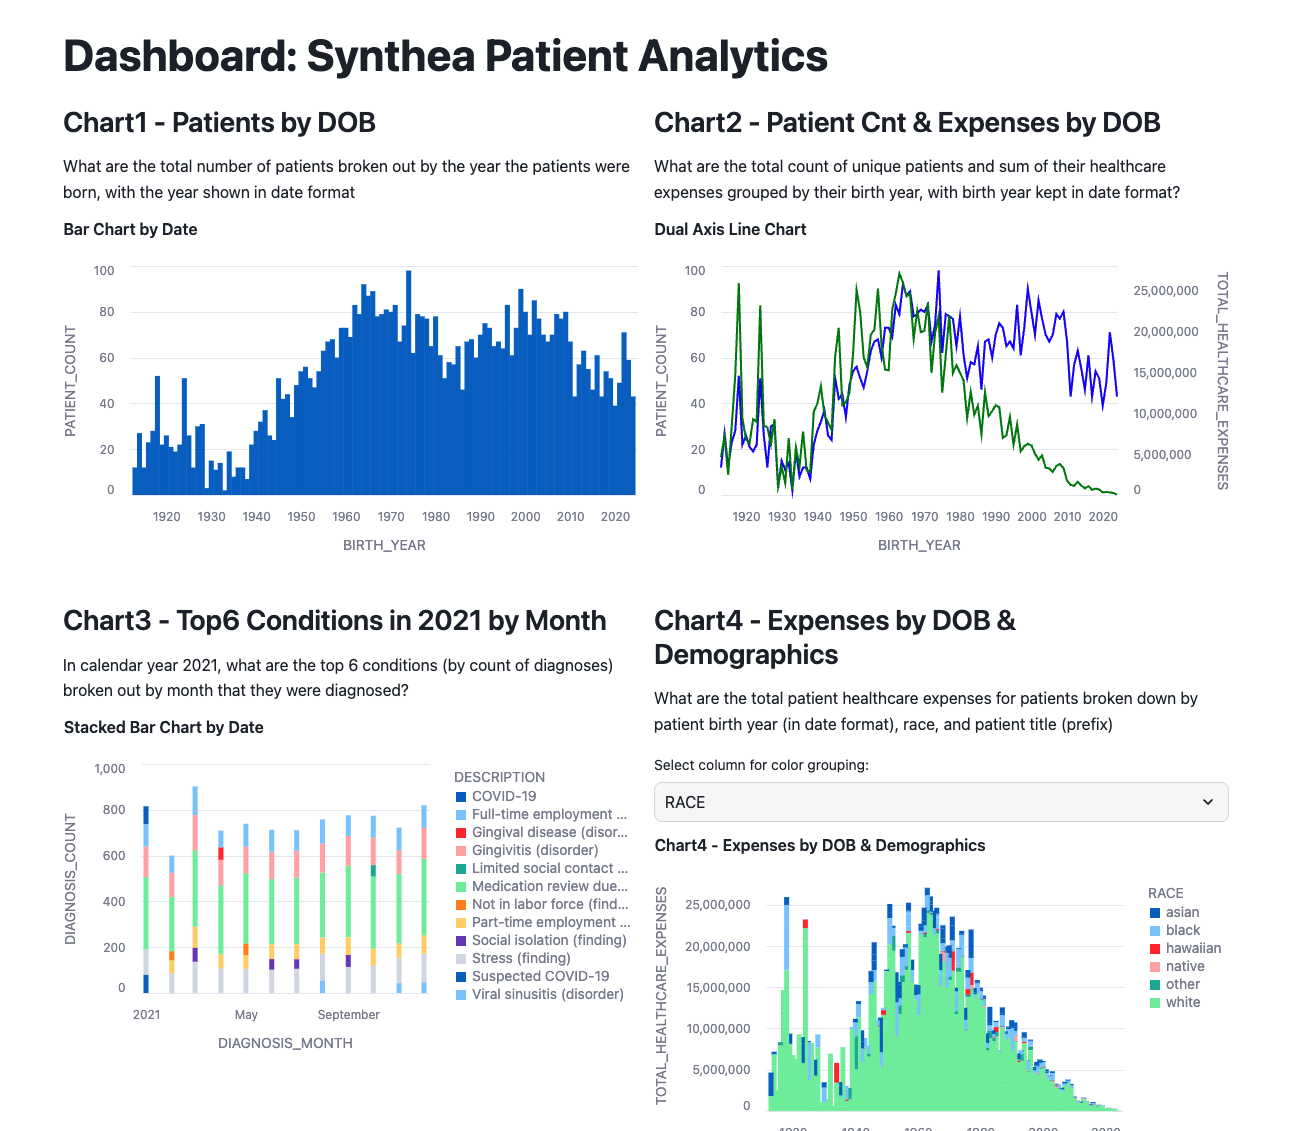 Dashboard: Synthea Patient Analytics
Chart1 - Patients by DOB
What are the total number of patients broken out by the year the patients were
born, with the year shown in date format
Bar Chart by Date
PATIENT_COUNT
100
80
60
40
20
0
1920 1930 1940 1950 1960 1970 1980 1990 2000 2010 2020
BIRTH_YEAR
Chart2 - Patient Cnt & Expenses by DOB
What are the total count of unique patients and sum of their healthcare
expenses grouped by their birth year, with birth year kept in date format?
Dual Axis Line Chart
PATIENT_COUNT
100
80
60
40
20
0
25,000,000
20,000,000
15,000,000
10,000,000
5,000,000
0
TOTAL_HEALTHCARE_EXPENSES
1920 1930 1940 1950 1960 1970 1980 1990 2000 2010 2020
BIRTH_YEAR
Chart3 - Top6 Conditions in 2021 by Month
In calendar year 2021, what are the top 6 conditions (by count of diagnoses)
broken out by month that they were diagnosed?
Stacked Bar Chart by Date
DIAGNOSIS_COUNT
1,000
800
600
400
200
0
2021 May September
DIAGNOSIS_MONTH
DESCRIPTION
COVID-19
Full-time employment ...
Gingival disease (disor...
Gingivitis (disorder)
Limited social contact ...
Medication review due...
Not in labor force (find...
Part-time employment ...
Social isolation (finding)
Stress (finding)
Suspected COVID-19
Viral sinusitis (disorder)
Chart4 - Expenses by DOB &
Demographics
What are the total patient healthcare expenses for patients broken down by
patient birth year (in date format), race, and patient title (prefix)
Select column for color grouping:
RACE
Chart4 - Expenses by DOB & Demographics
TOTAL_HEALTHCARE_EXPENSES
25,000,000
20,000,000
15,000,000
10,000,000
5,000,000
0
1920 1940 1960 1980 2000 2020
RACE
asian
black
hawaiian
native
other
white